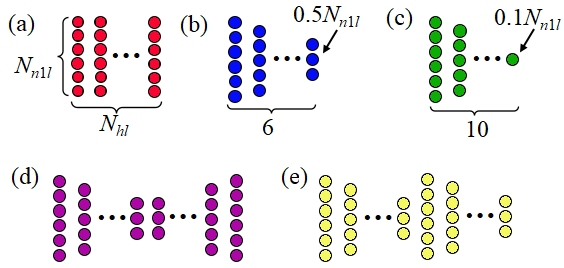 (a)
N_{n1l}
N_{hl}
(b)
0.5N_{n1l}
6
(c)
0.1N_{n1l}
10
(d)
(e)